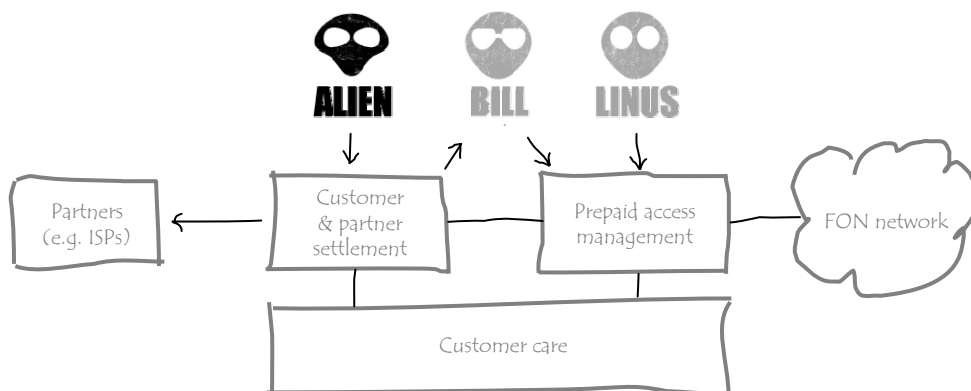 ALIEN
BILL
LINUS
Partners
(e.g. ISPs)
Customer
& partner
settlement
Prepaid access
management
FON network
Customer care